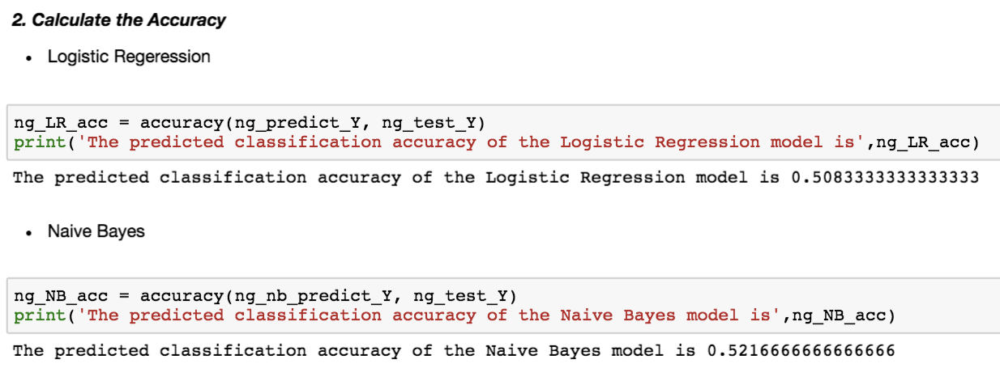 2. Calculate the Accuracy
• Logistic Regeression
ng_LR_acc = accuracy(ng_predict_Y, ng_test_Y)
print('The predicted classification accuracy of the Logistic Regression model is',ng_LR_acc)
The predicted classification accuracy of the Logistic Regression model is 0.5083333333333333
• Naive Bayes
ng_NB_acc = accuracy(ng_nb_predict_Y, ng_test_Y)
print('The predicted classification accuracy of the Naive Bayes model is',ng_NB_acc)
The predicted classification accuracy of the Naive Bayes model is 0.5216666666666666